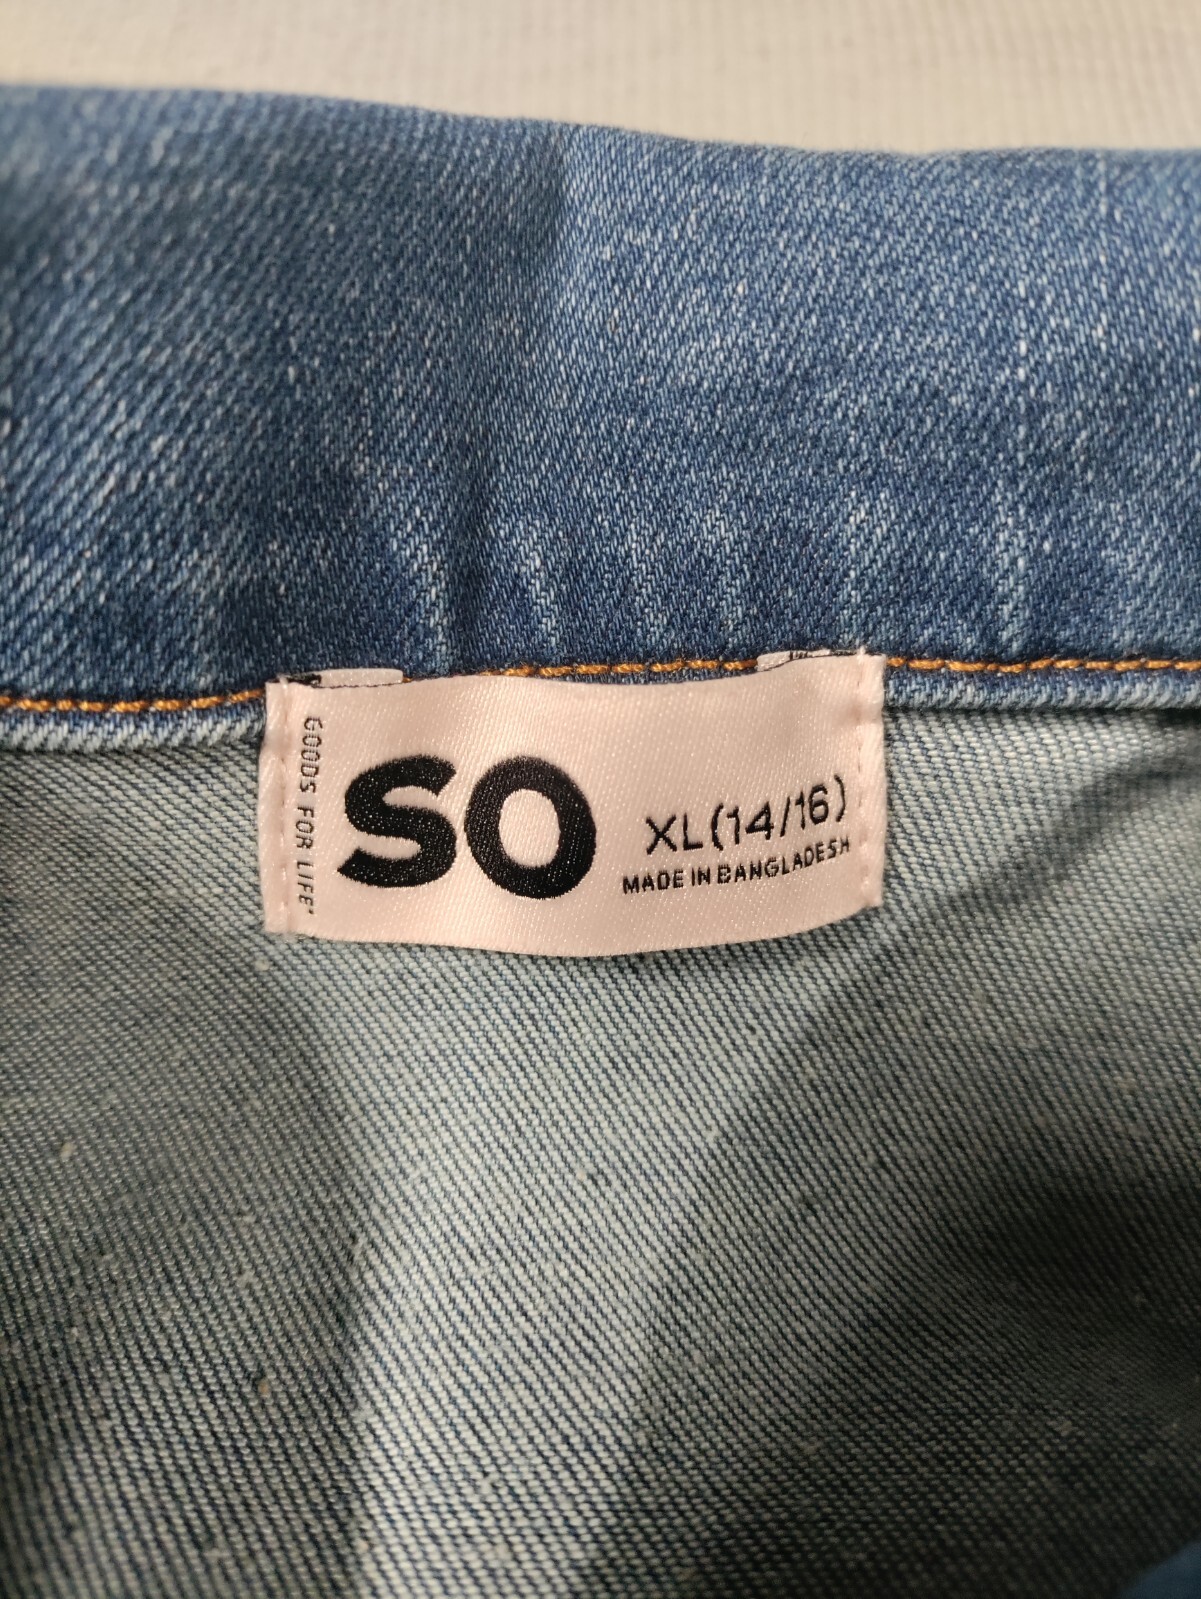 GOODS FOR LIFE
SO
XL(14/16)
MADE IN BANGLADESH